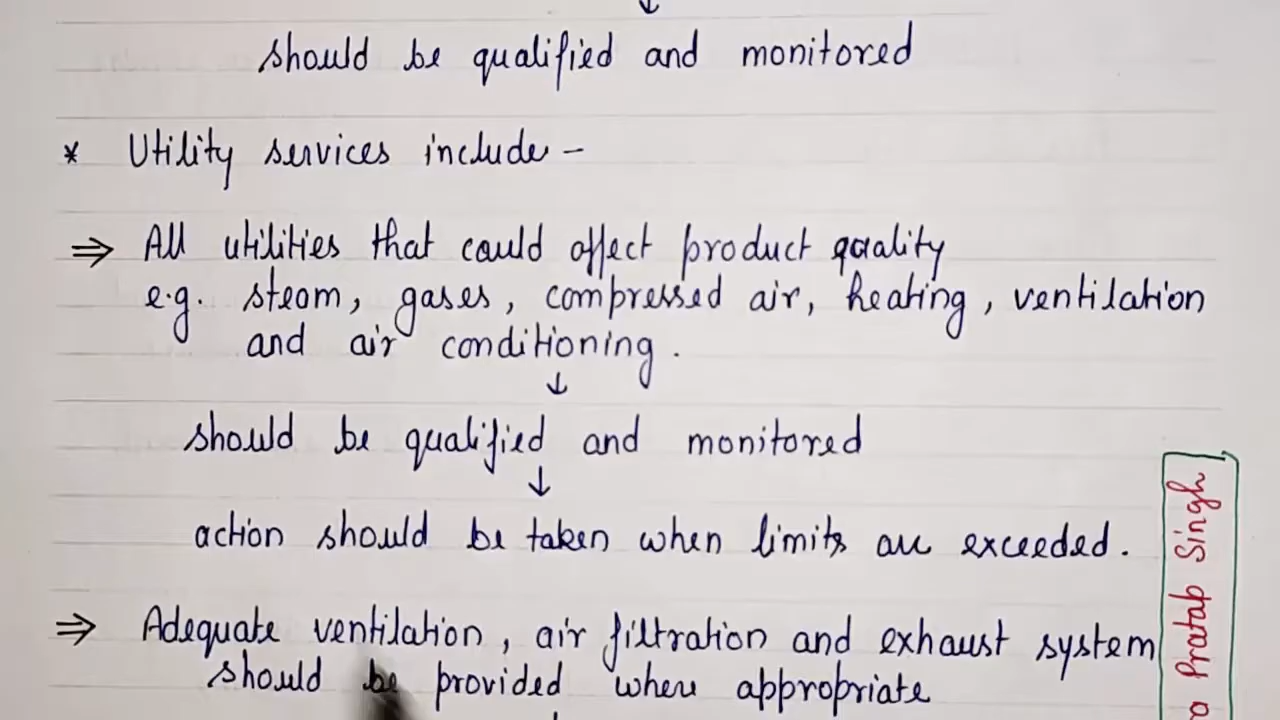 ↓
should be qualified and monitored
* Utility services include -
⇒ All utilities that could affect product quality
e.g. steam, gases, compressed air, heating, ventilation
and air conditioning.
↓
should be qualified and monitored
↓
action should be taken when limits are exceeded.
⇒ Adequate ventilation, air filtration and exhaust system
should be provided where appropriate
Pratap Singh